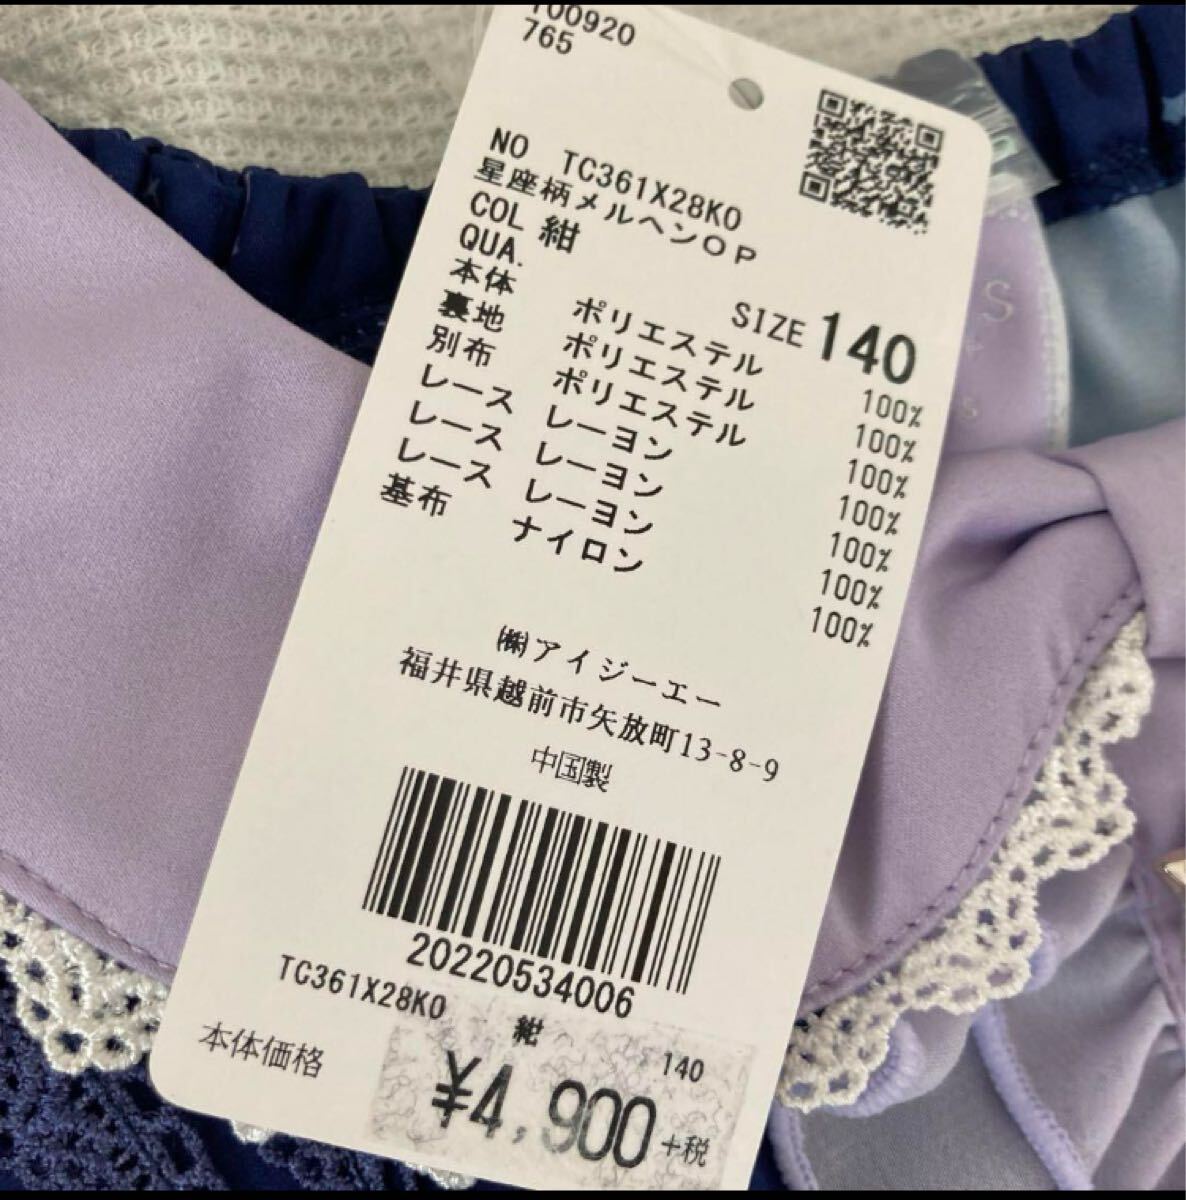 100920
765
NO TC361X28KO
星座柄メルヘンOP
COL 紺
SIZE 140
QUA.
本体 ポリエステル 100%
裏地 ポリエステル 100%
別布 ポリエステル 100%
レース レーヨン 100%
レース レーヨン 100%
レース レーヨン 100%
基布 ナイロン 100%
㈱アイジーエー
福井県越前市矢放町13-8-9
中国製
20220534006
TC361X28KO 紺 140
本体価格 ¥4,900+税
S
s